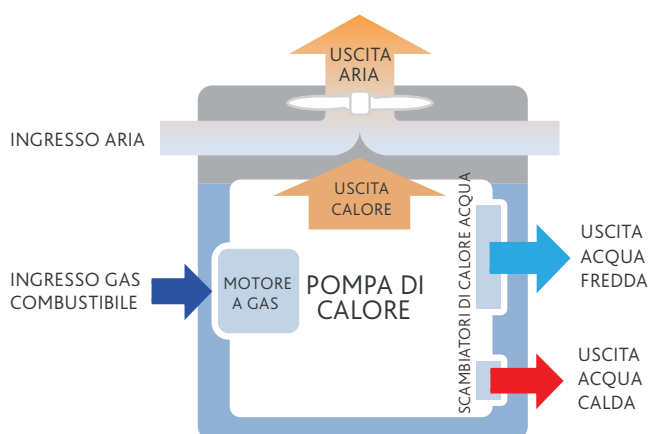 USCITA
ARIA
INGRESSO ARIA
USCITA
CALORE
SCAMBIATORI DI CALORE ACQUA
USCITA
ACQUA
FREDDA
INGRESSO GAS
COMBUSTIBILE
MOTORE
A GAS
POMPA DI
CALORE
USCITA
ACQUA
CALDA